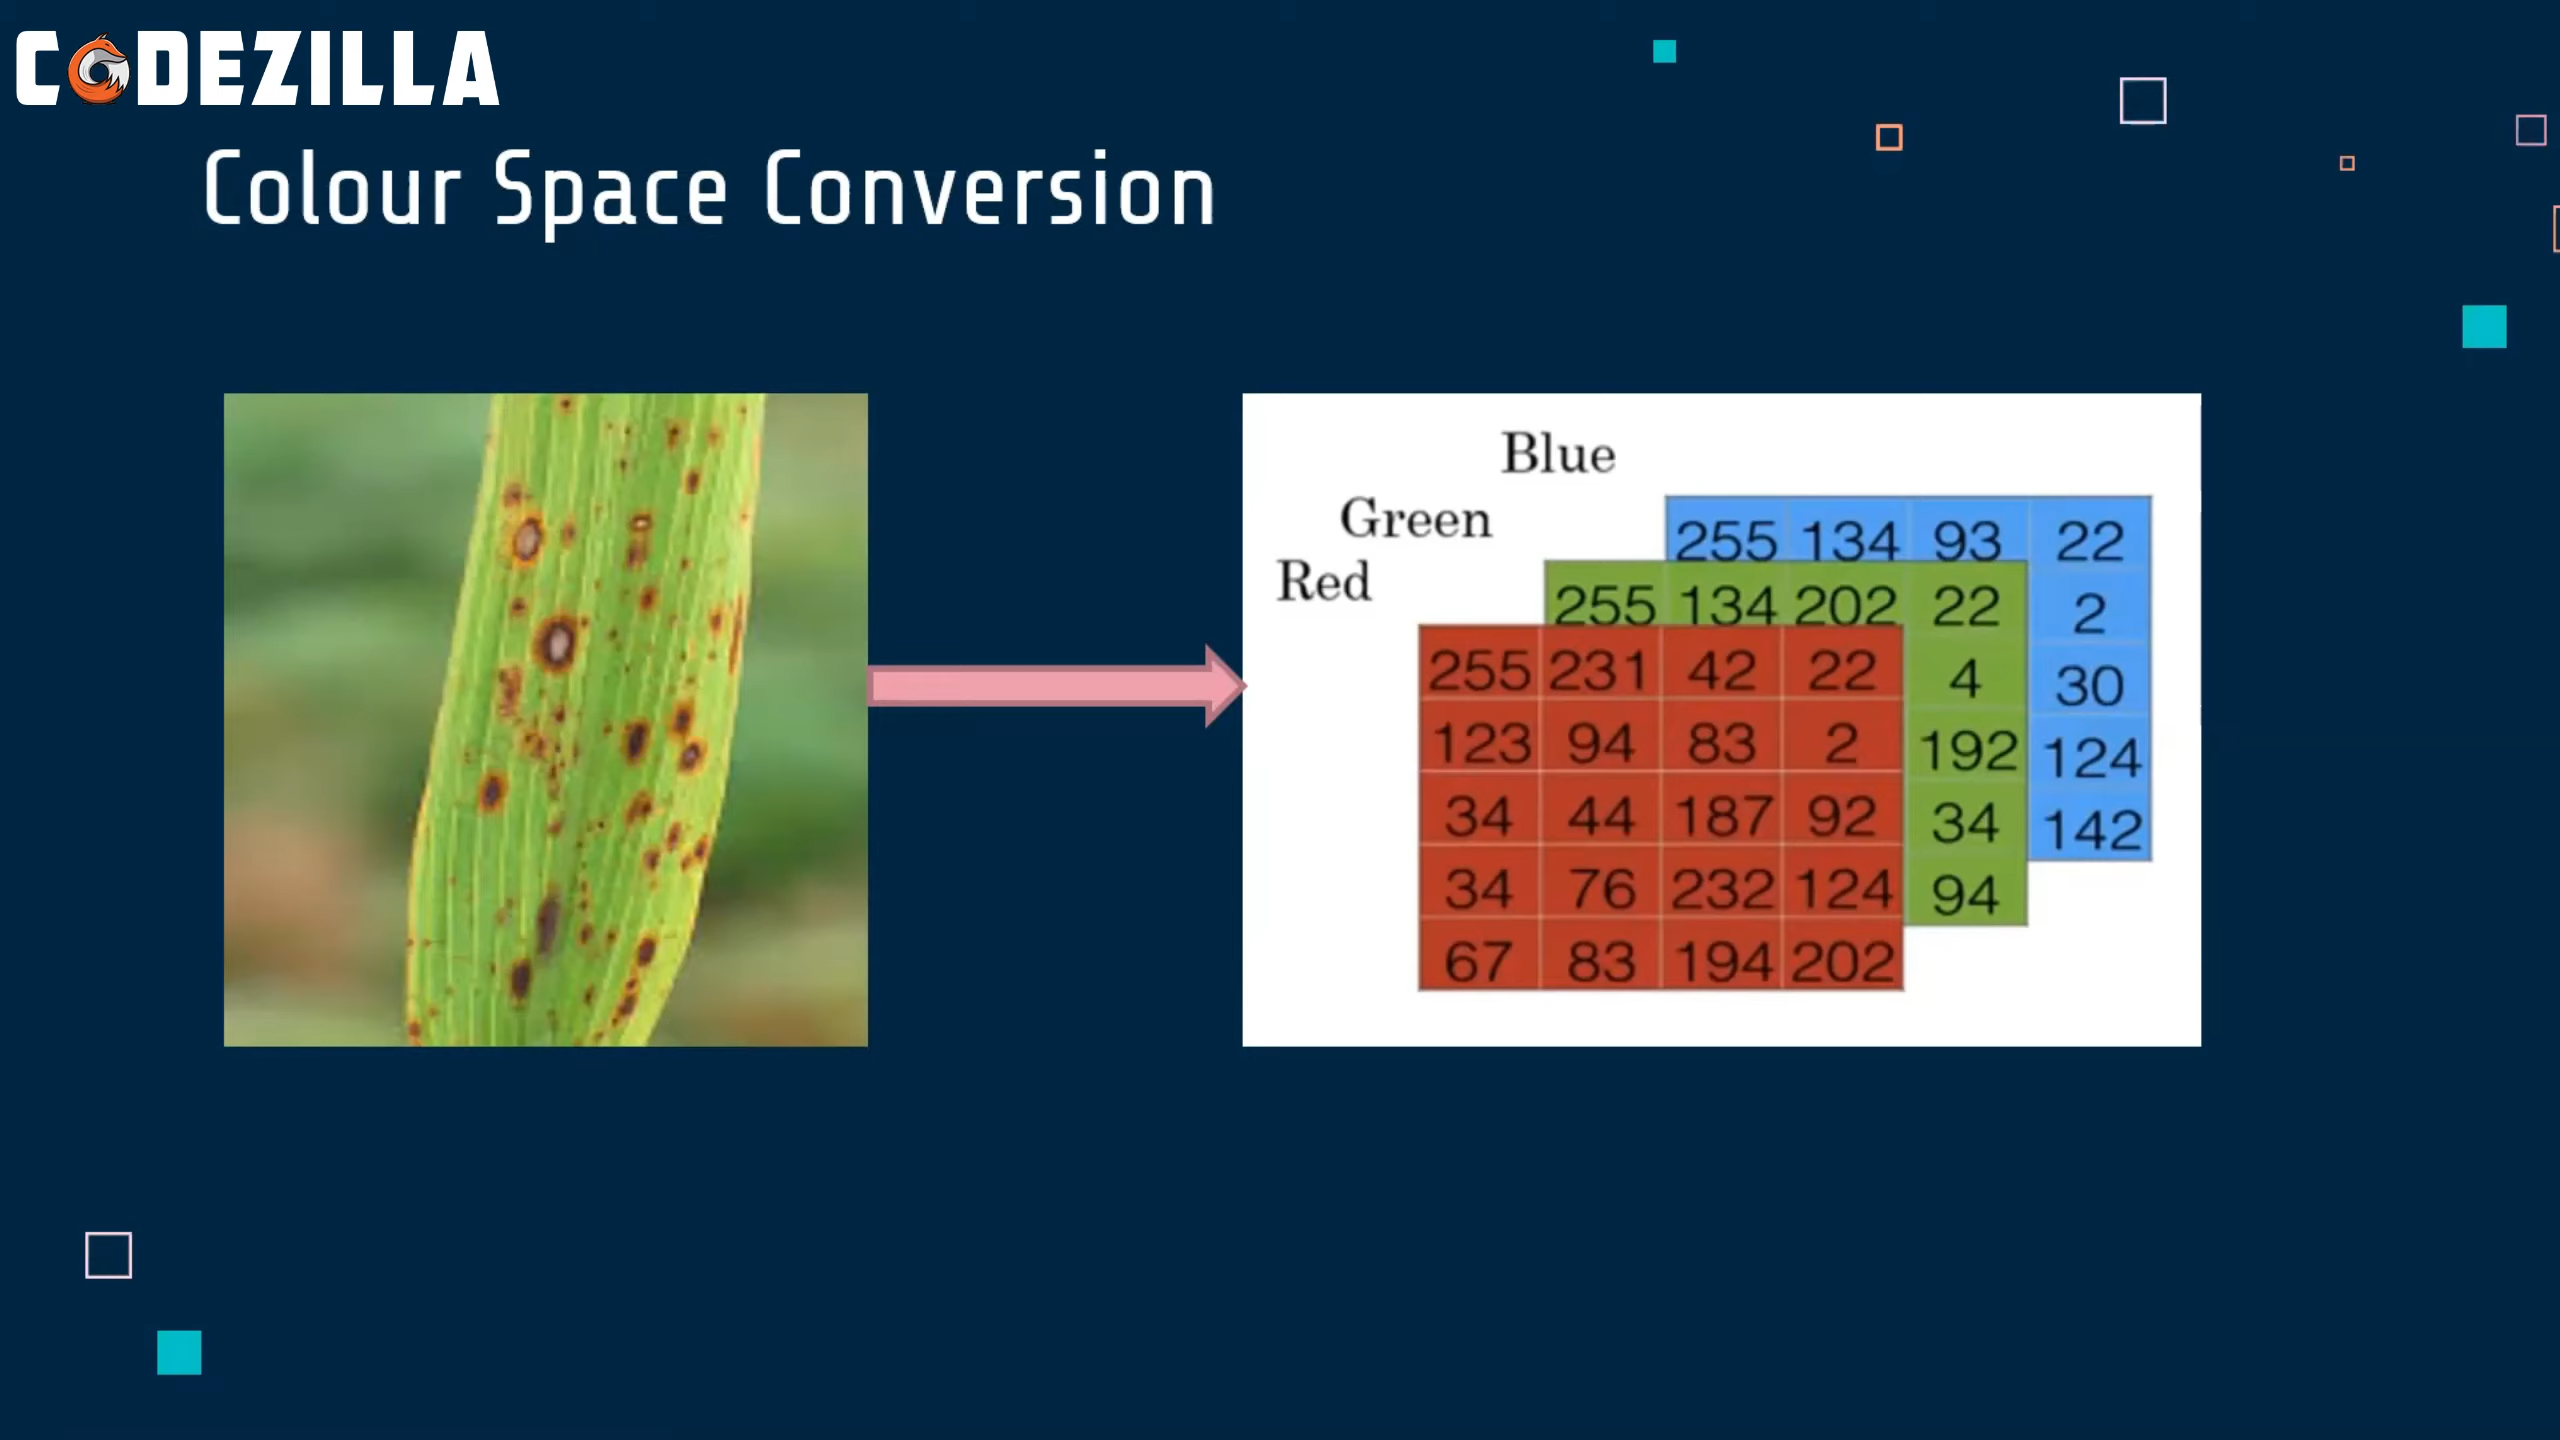 CODEZILLA
Colour Space Conversion
Blue
Green
Red
255 134 93 22
255 134 202 22 2
255 231 42 22 4 30
123 94 83 2 192 124
34 44 187 92 34 142
34 76 232 124 94
67 83 194 202